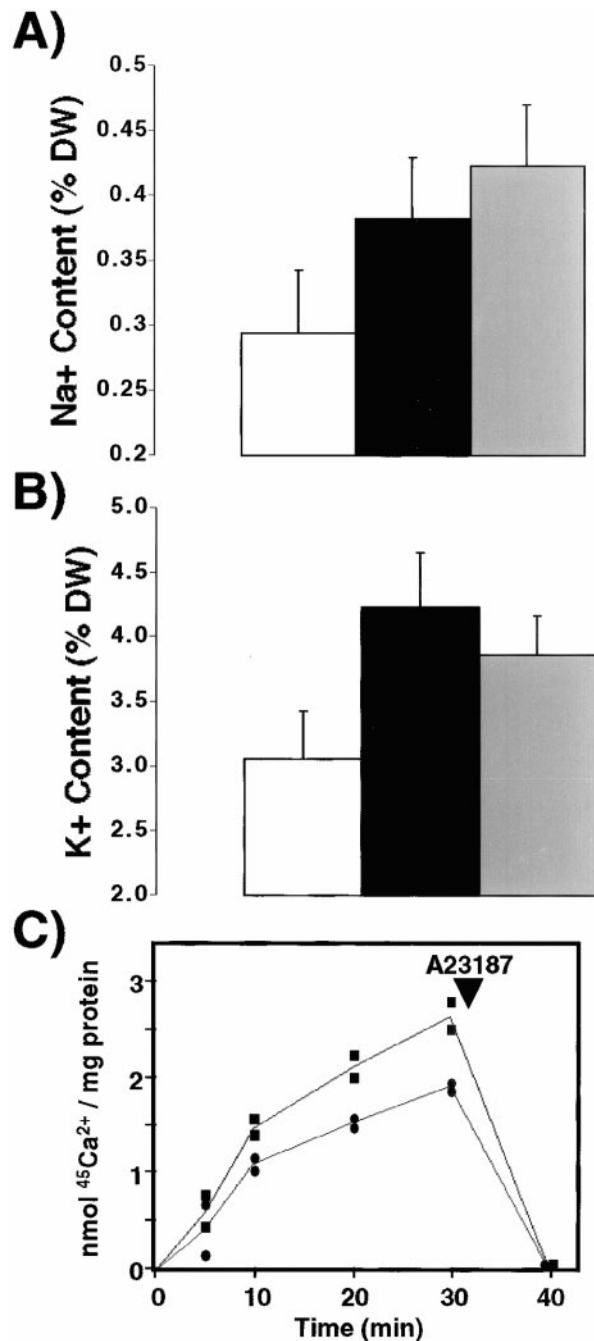 A)
Na+ Content (% DW)
0.5
0.45
0.4
0.35
0.3
0.25
0.2
B)
K+ Content (% DW)
5.0
4.5
4.0
3.5
3.0
2.5
2.0
C)
nmol ⁴⁵Ca²⁺ / mg protein
3
2
1
0
A23187
0 10 20 30 40
Time (min)